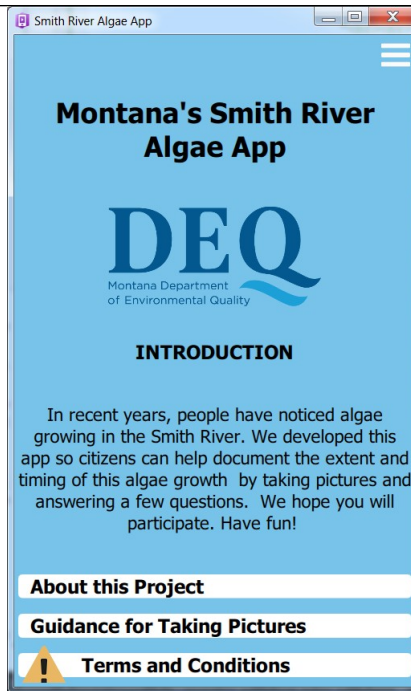 Smith River Algae App
Montana's Smith River
Algae App
DEQ
Montana Department
of Environmental Quality
INTRODUCTION
In recent years, people have noticed algae
growing in the Smith River. We developed this
app so citizens can help document the extent and
timing of this algae growth  by taking pictures and
answering a few questions.  We hope you will
participate. Have fun!
About this Project
Guidance for Taking Pictures
! Terms and Conditions